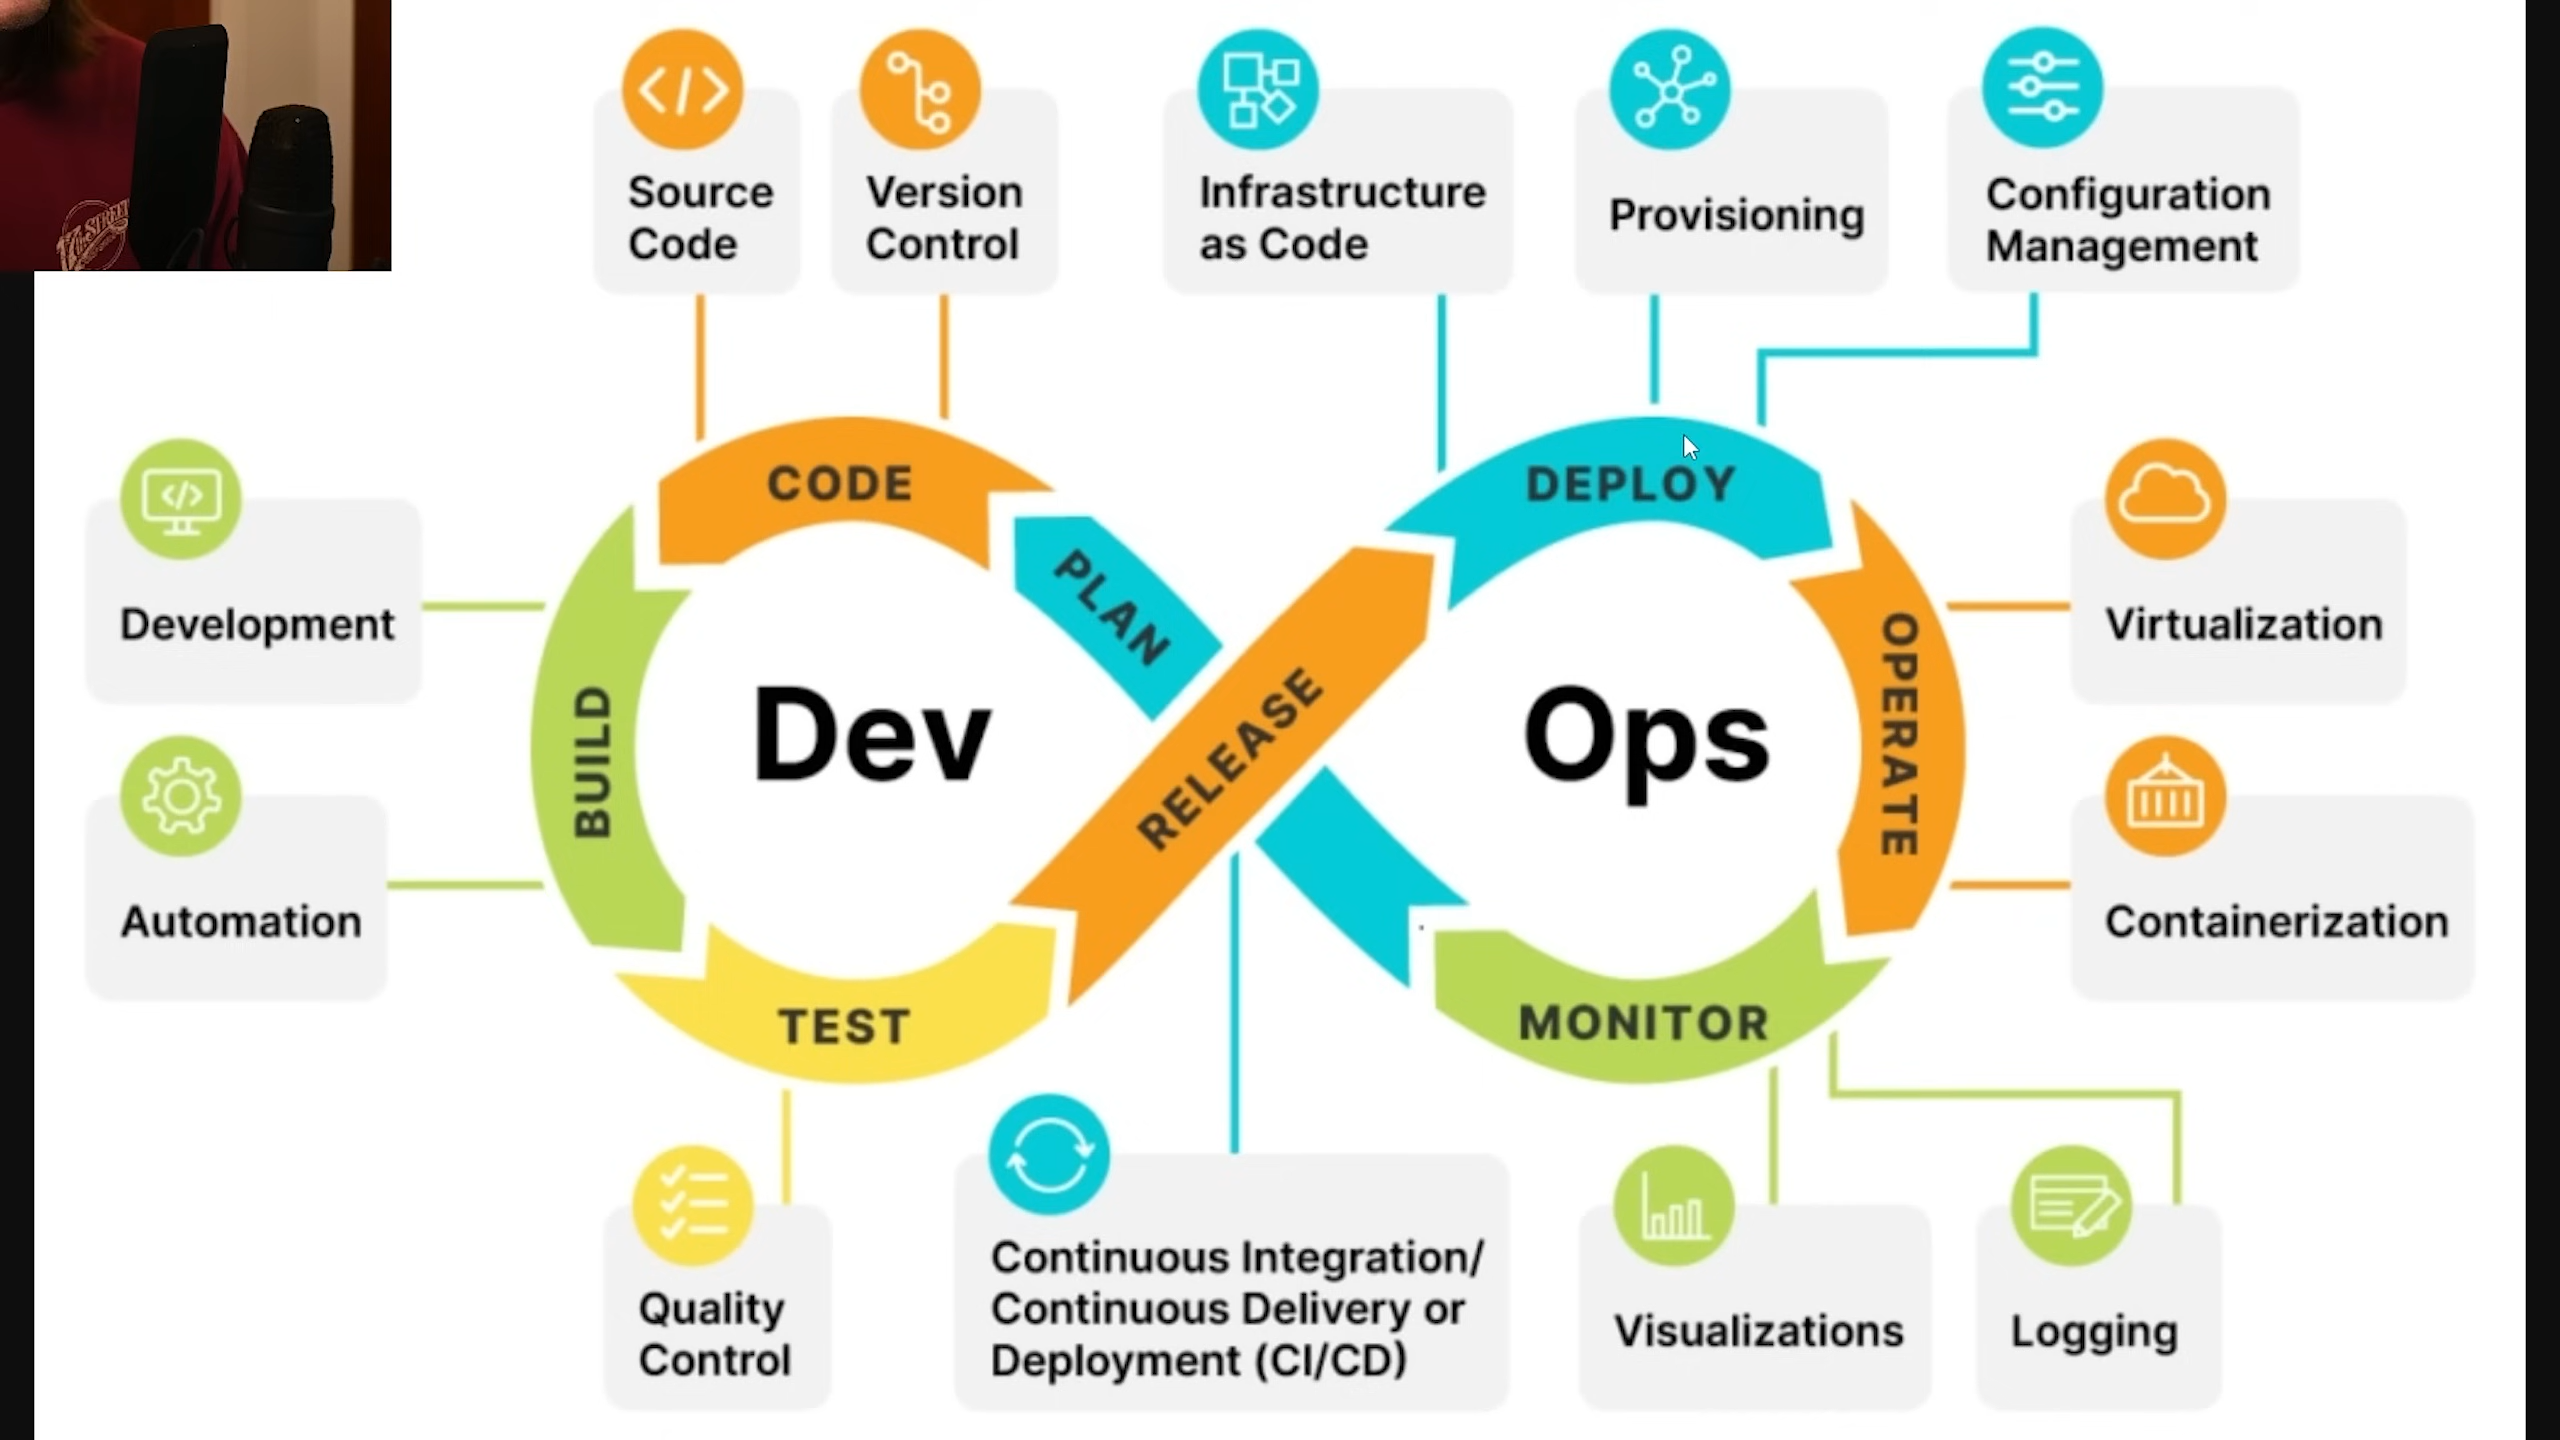 Source
Code
Version
Control
Infrastructure
as Code
Provisioning
Configuration
Management
CODE
DEPLOY
PLAN
Development
Virtualization
OPERATE
BUILD
Dev
Ops
RELEASE
Automation
Containerization
TEST
MONITOR
Quality
Control
Continuous Integration/
Continuous Delivery or
Deployment (CI/CD)
Visualizations
Logging